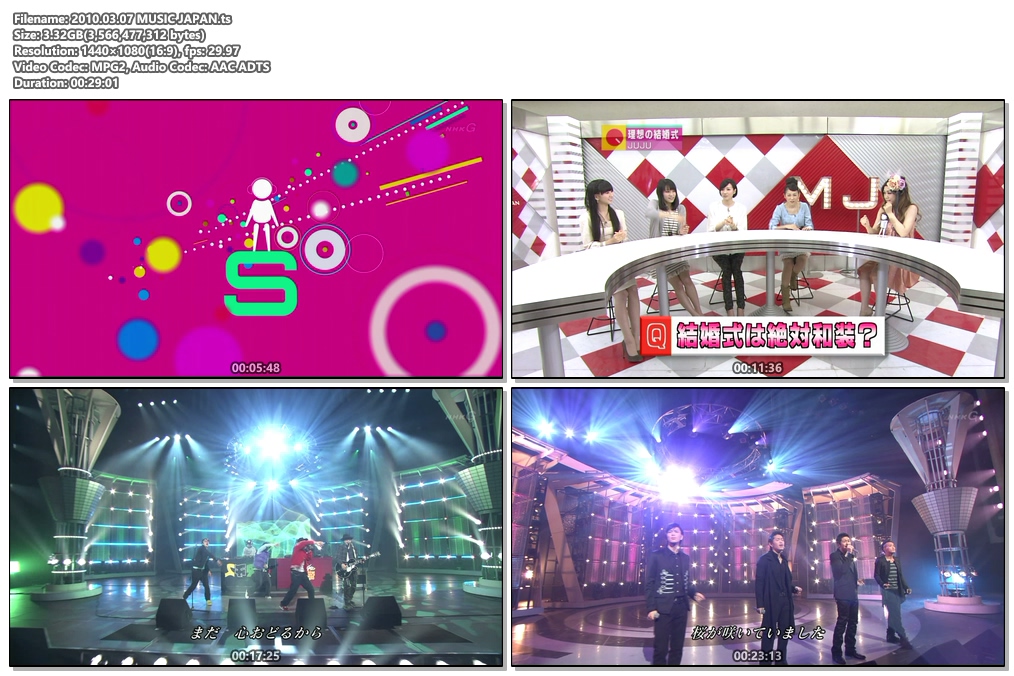 Filename: 2010.03.07 MUSIC JAPAN.ts
Size: 3.32GB(3,566,477,312 bytes)
Resolution: 1440×1080(16:9), fps: 29.97
Video Codec: MPG2, Audio Codec: AAC ADTS
Duration: 00:29:01
NHK G
S
00:05:48
理想の結婚式
JUJU
MJ
Q 結婚式は絶対和装?
00:11:36
NHK G
まだ 心おどるから
00:17:25
NHK G
桜が咲いていました
00:23:13